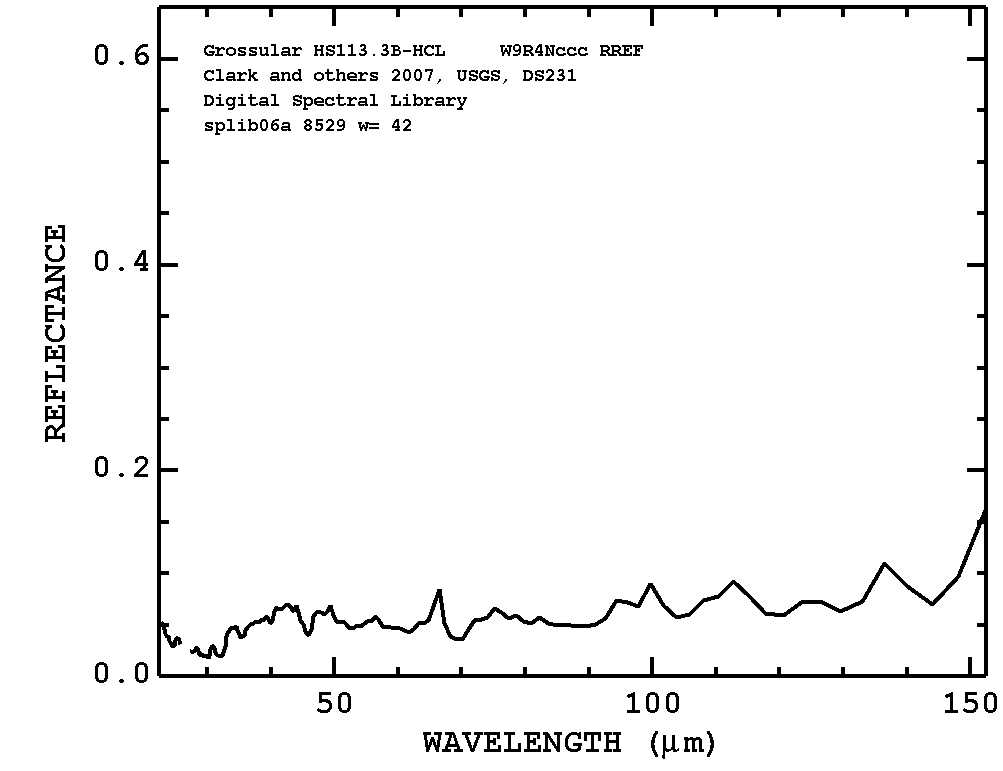 Grossular HS113.3B-HCL W9R4Nccc RREF
Clark and others 2007, USGS, DS231
Digital Spectral Library
splib06a 8529 w= 42
REFLECTANCE
0.6
0.4
0.2
0.0
50 100 150
WAVELENGTH (μm)